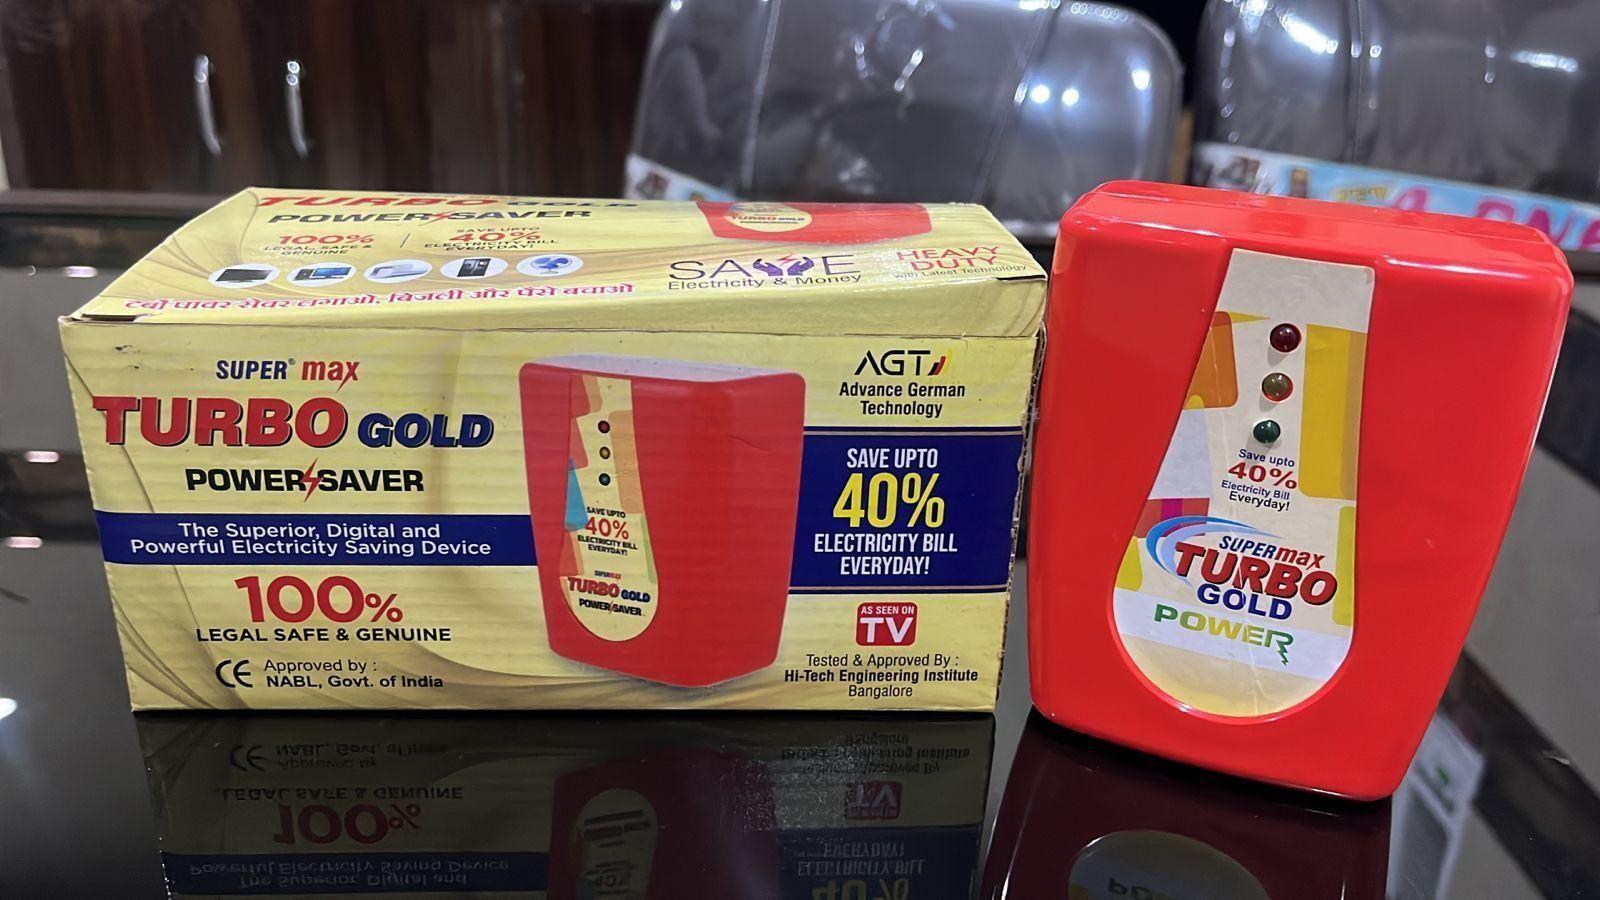 TURBO GOLD
POWER SAVER
100%
LEGAL, SAFE &
GENUINE
SAVE UPTO
40%
ELECTRICITY BILL
EVERYDAY!
TURBO GOLD
SAVE
Electricity & Money
HEAVY
DUTY
with Latest Technology
टर्बो पावर सेवर लगाओ, बिजली और पैसे बचाओ
SUPER® max
TURBO GOLD
POWER SAVER
The Superior, Digital and
Powerful Electricity Saving Device
100%
LEGAL SAFE & GENUINE
CE Approved by :
NABL, Govt. of India
SAVE UPTO
40%
ELECTRICITY BILL
EVERYDAY!
SUPERmax
TURBO GOLD
POWER SAVER
AGT
Advance German
Technology
SAVE UPTO
40%
ELECTRICITY BILL
EVERYDAY!
AS SEEN ON
TV
Tested & Approved By :
Hi-Tech Engineering Institute
Bangalore
Save upto
40%
Electricity Bill
Everyday!
SUPERmax
TURBO
GOLD
POWER